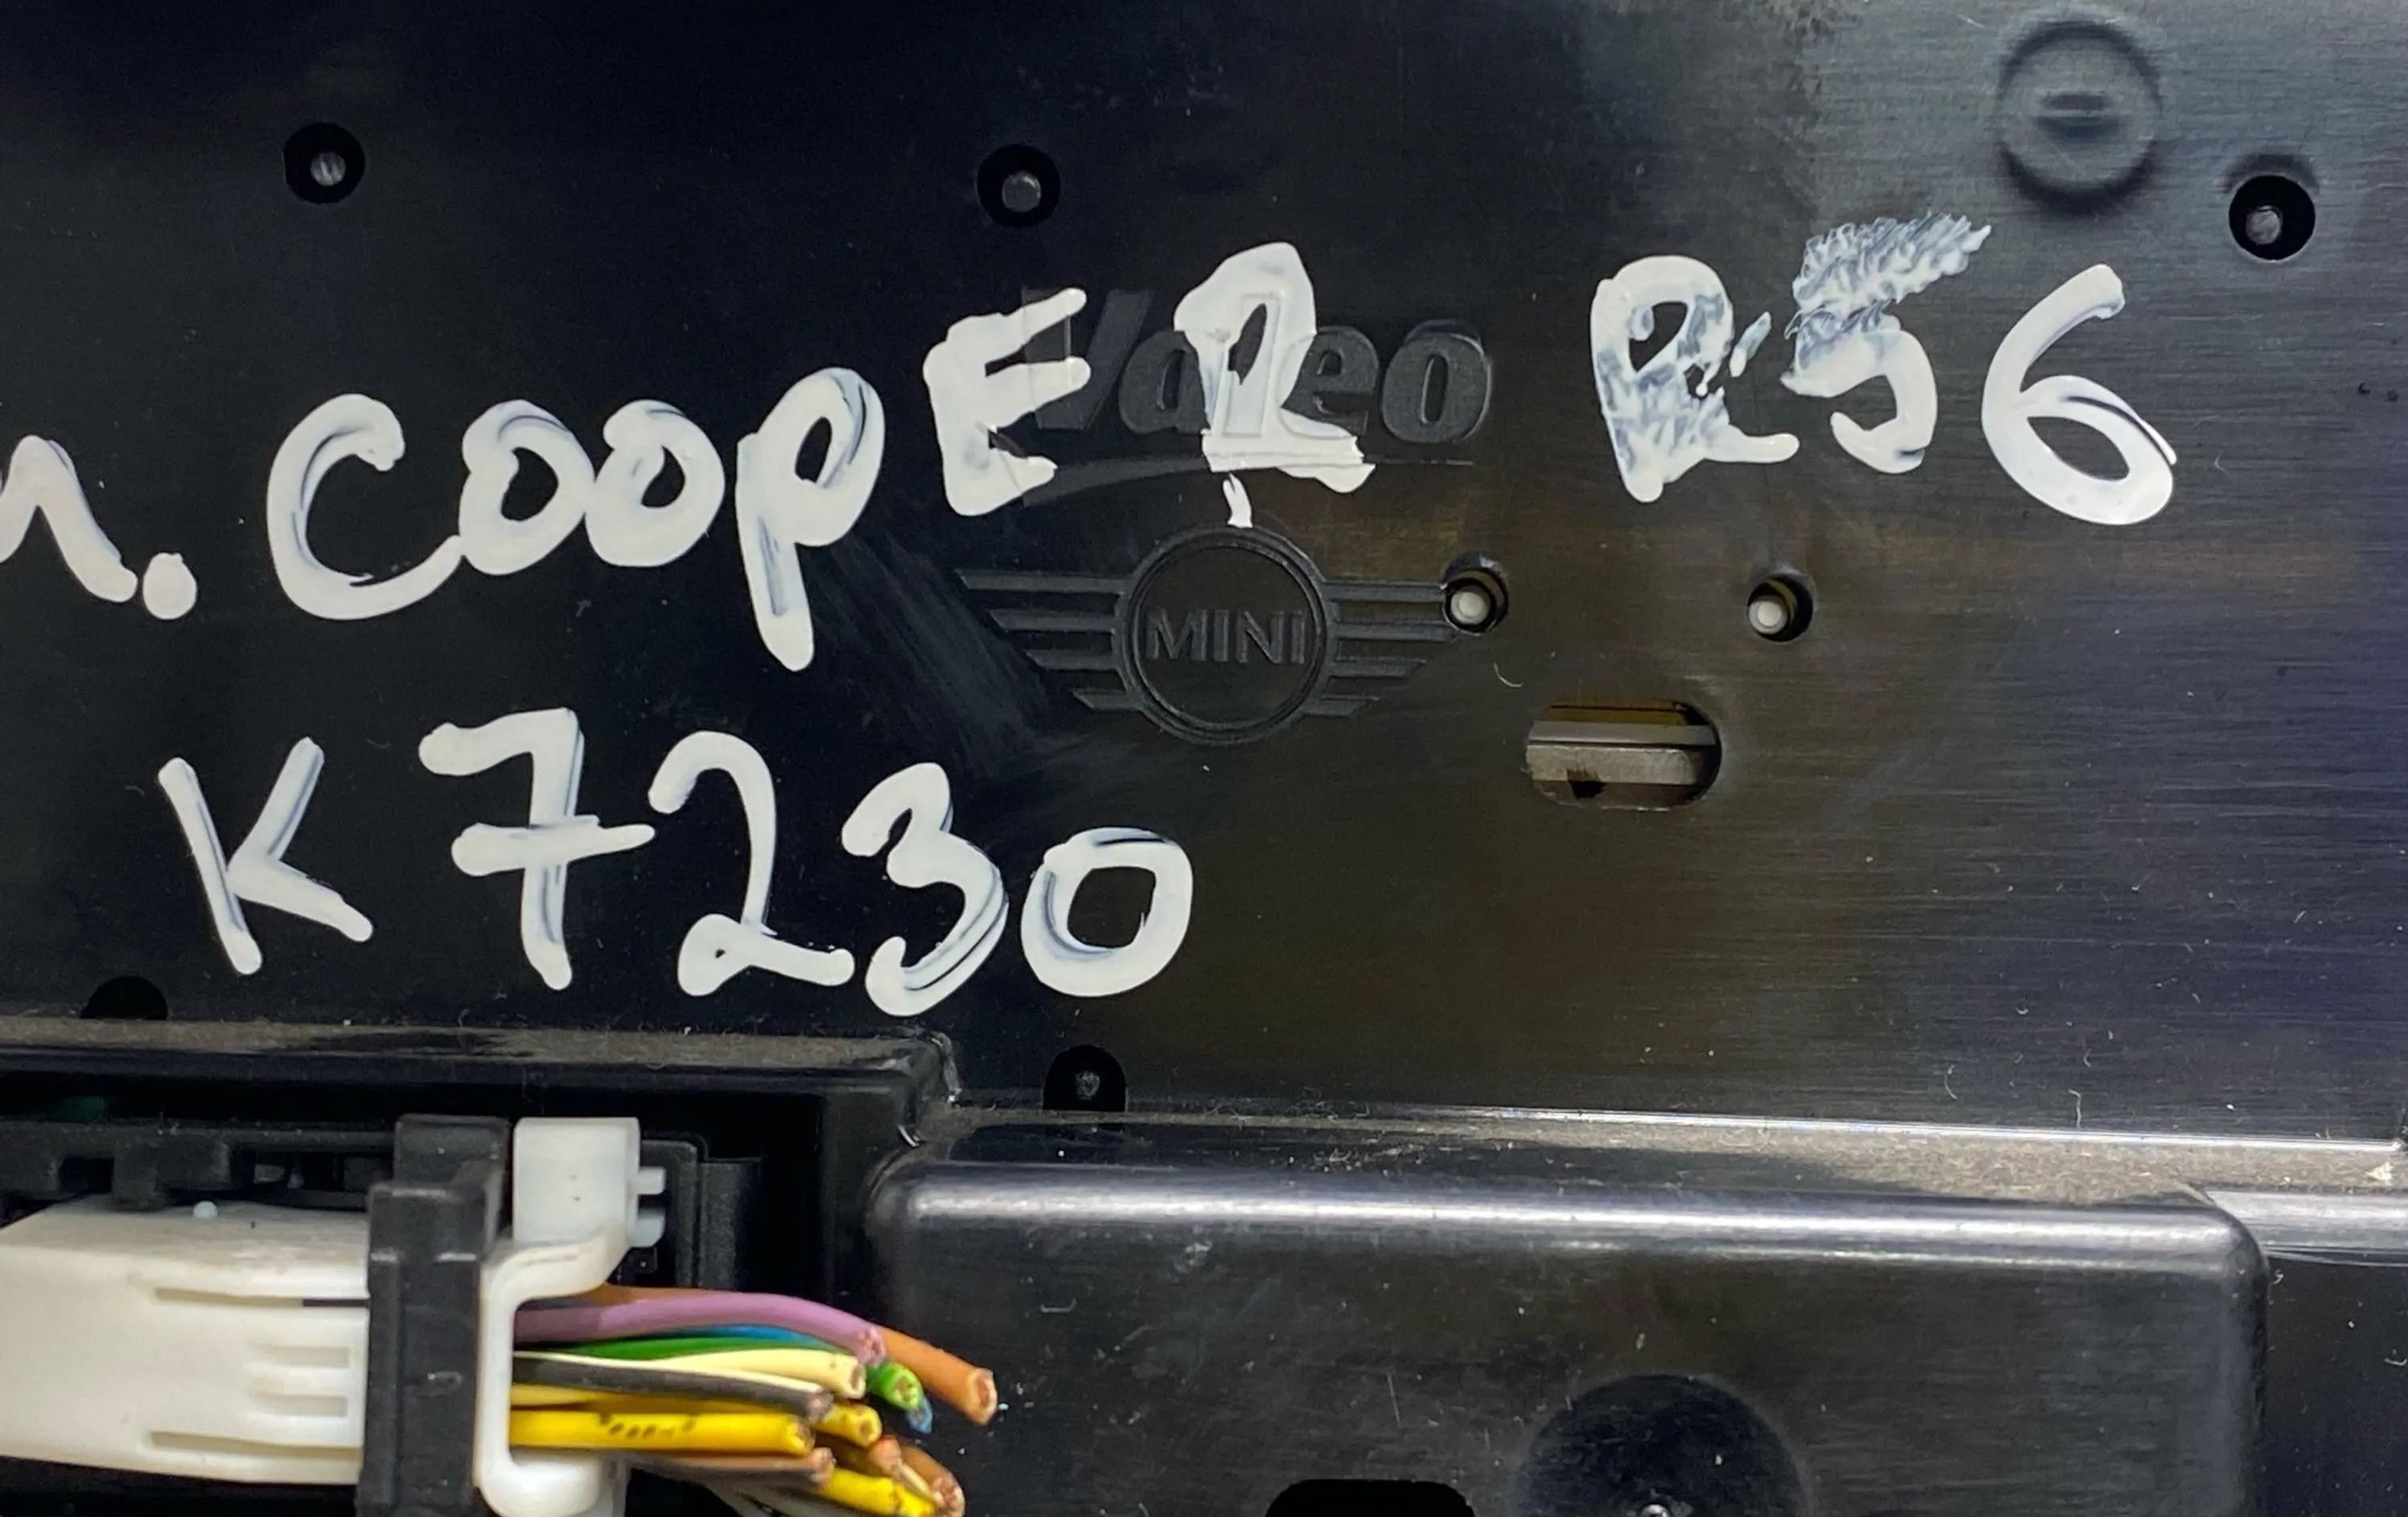 M. COOPER R56
Valeo
MINI
K7230